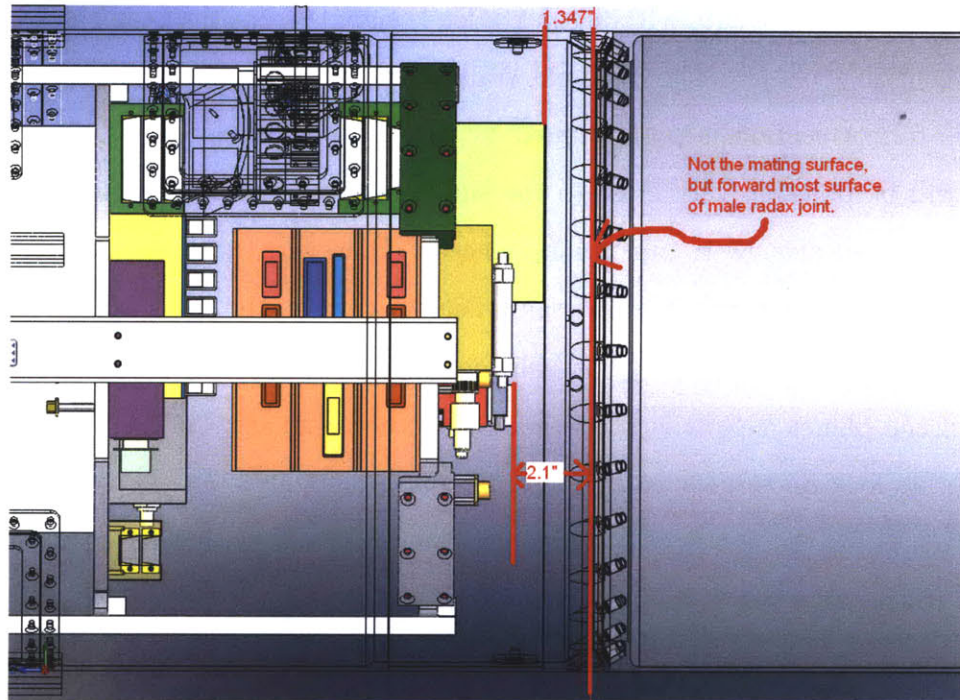 1.347"
Not the mating surface,
but forward most surface
of male radax joint.
2.1"